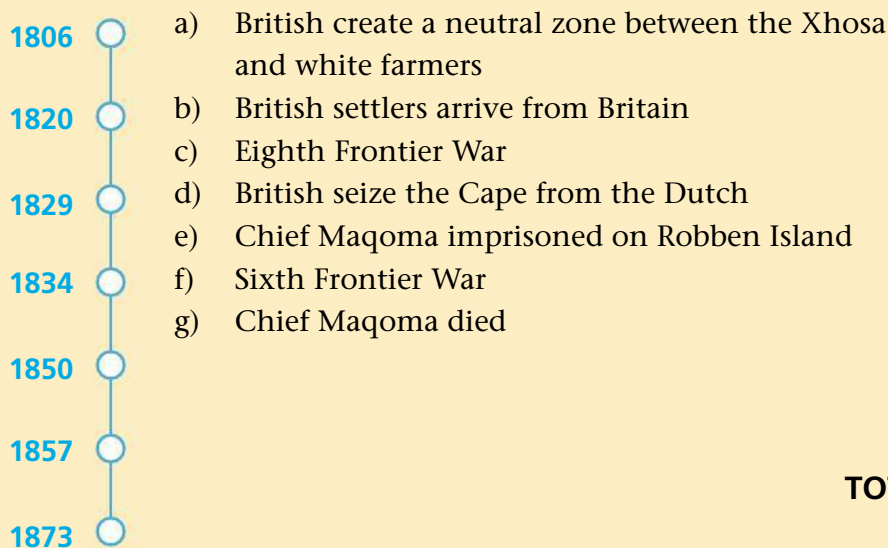 1806
1820
1829
1834
1850
1857
1873
a) British create a neutral zone between the Xhosa
and white farmers
b) British settlers arrive from Britain
c) Eighth Frontier War
d) British seize the Cape from the Dutch
e) Chief Maqoma imprisoned on Robben Island
f) Sixth Frontier War
g) Chief Maqoma died